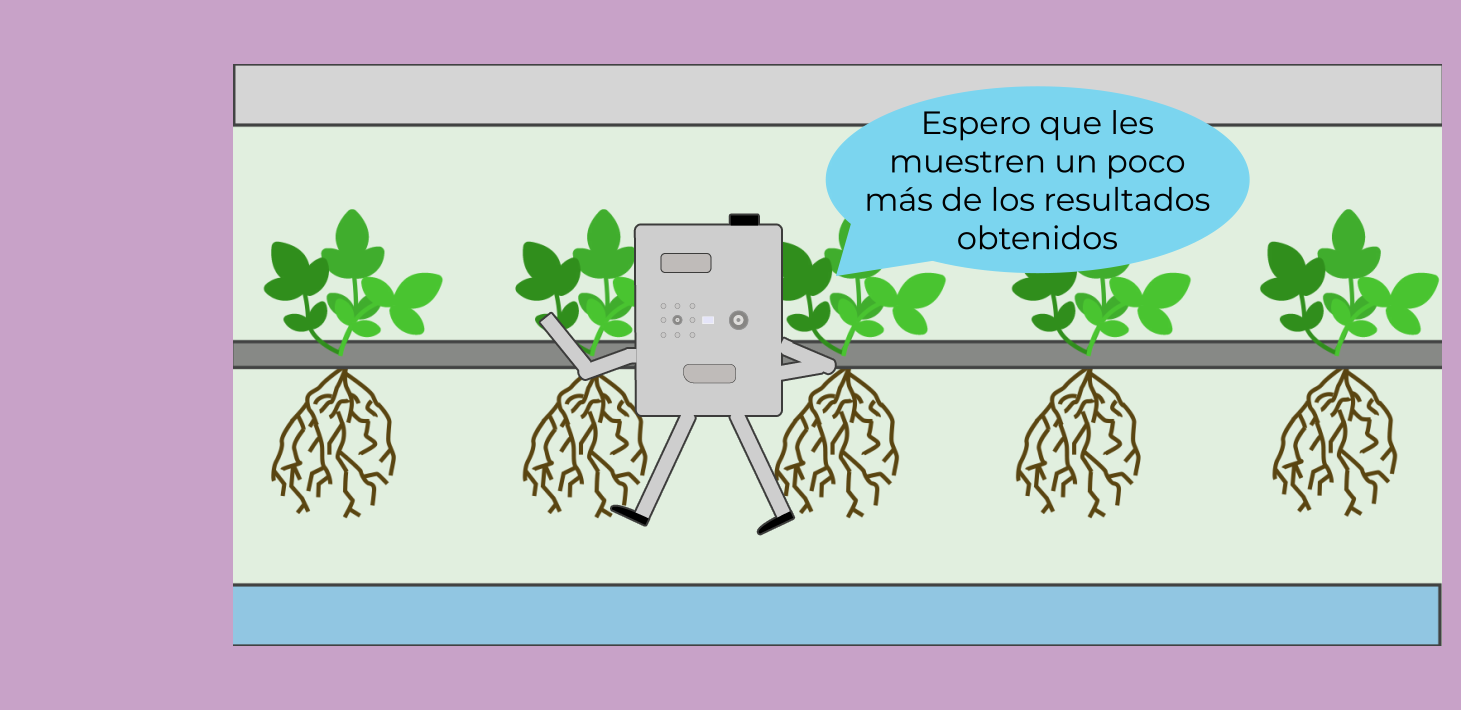 Espero que les
muestren un poco
más de los resultados
obtenidos